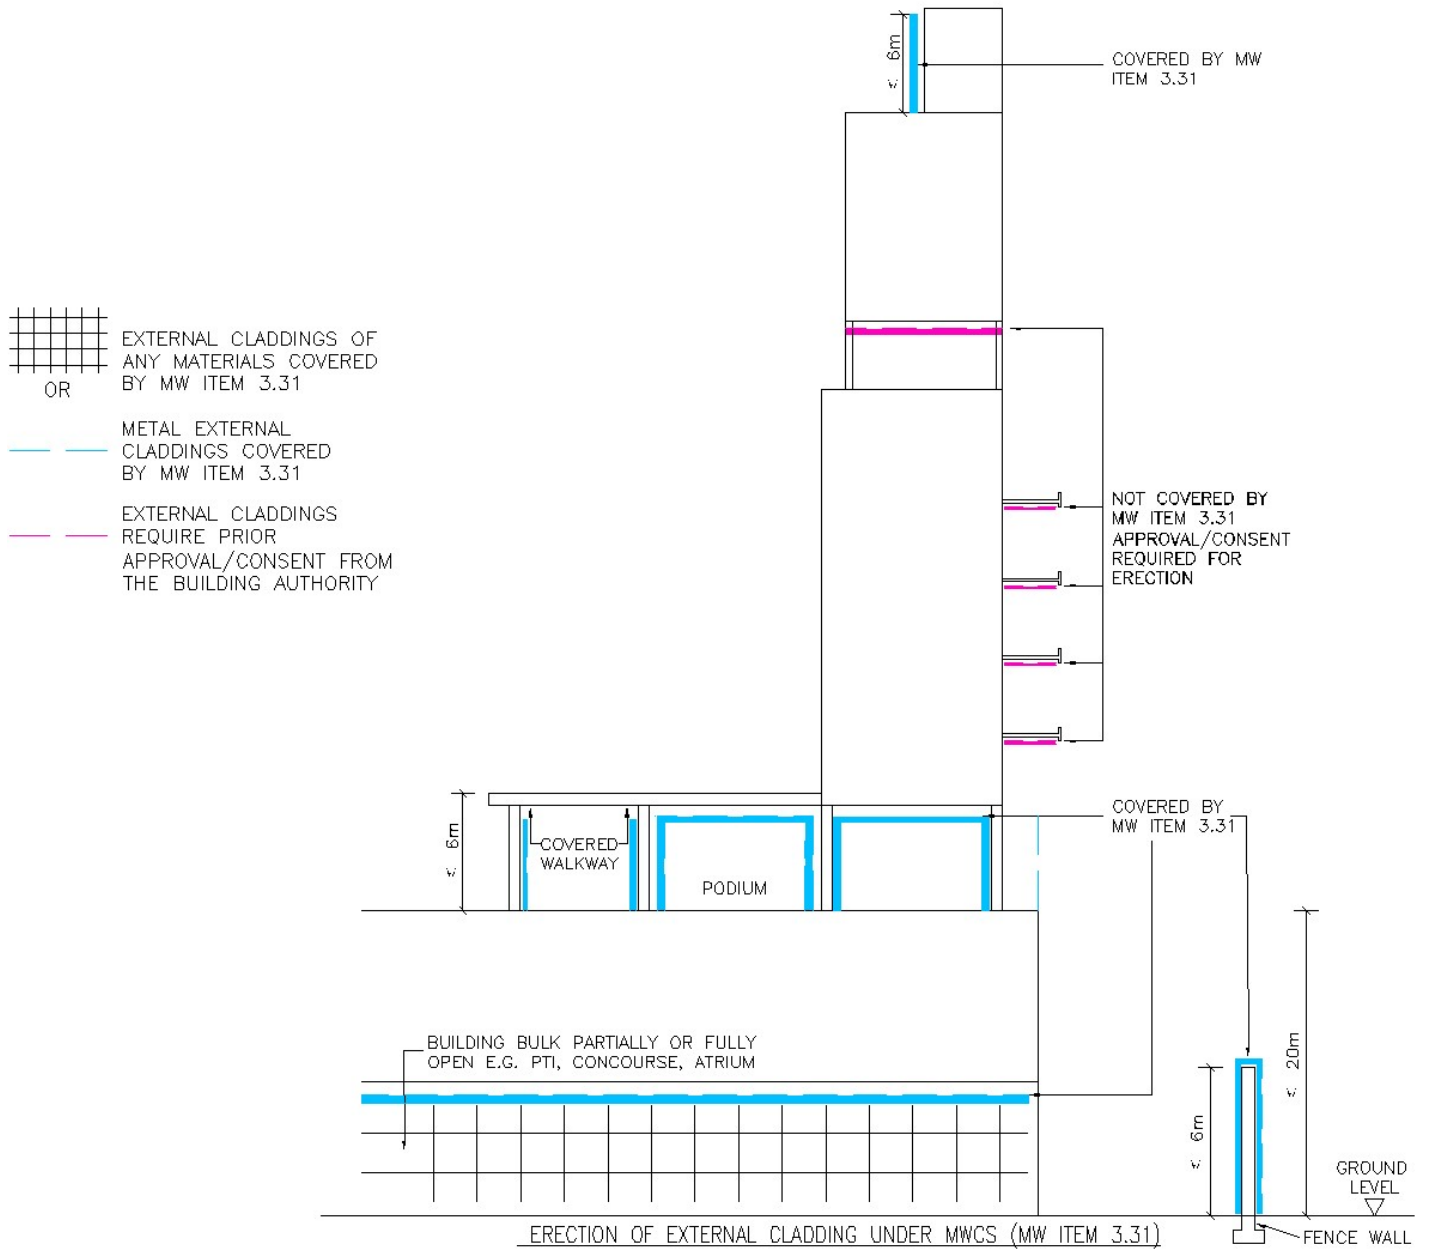 6m
COVERED BY MW
ITEM 3.31
EXTERNAL CLADDINGS OF
ANY MATERIALS COVERED
BY MW ITEM 3.31
OR
METAL EXTERNAL
CLADDINGS COVERED
BY MW ITEM 3.31
EXTERNAL CLADDINGS
REQUIRE PRIOR
APPROVAL/CONSENT FROM
THE BUILDING AUTHORITY
NOT COVERED BY
MW ITEM 3.31
APPROVAL/CONSENT
REQUIRED FOR
ERECTION
COVERED BY
MW ITEM 3.31
6m
COVERED
WALKWAY
PODIUM
BUILDING BULK PARTIALLY OR FULLY
OPEN E.G. PTI, CONCOURSE, ATRIUM
20m
6m
GROUND
LEVEL
FENCE WALL
ERECTION OF EXTERNAL CLADDING UNDER MWCS (MW ITEM 3.31)